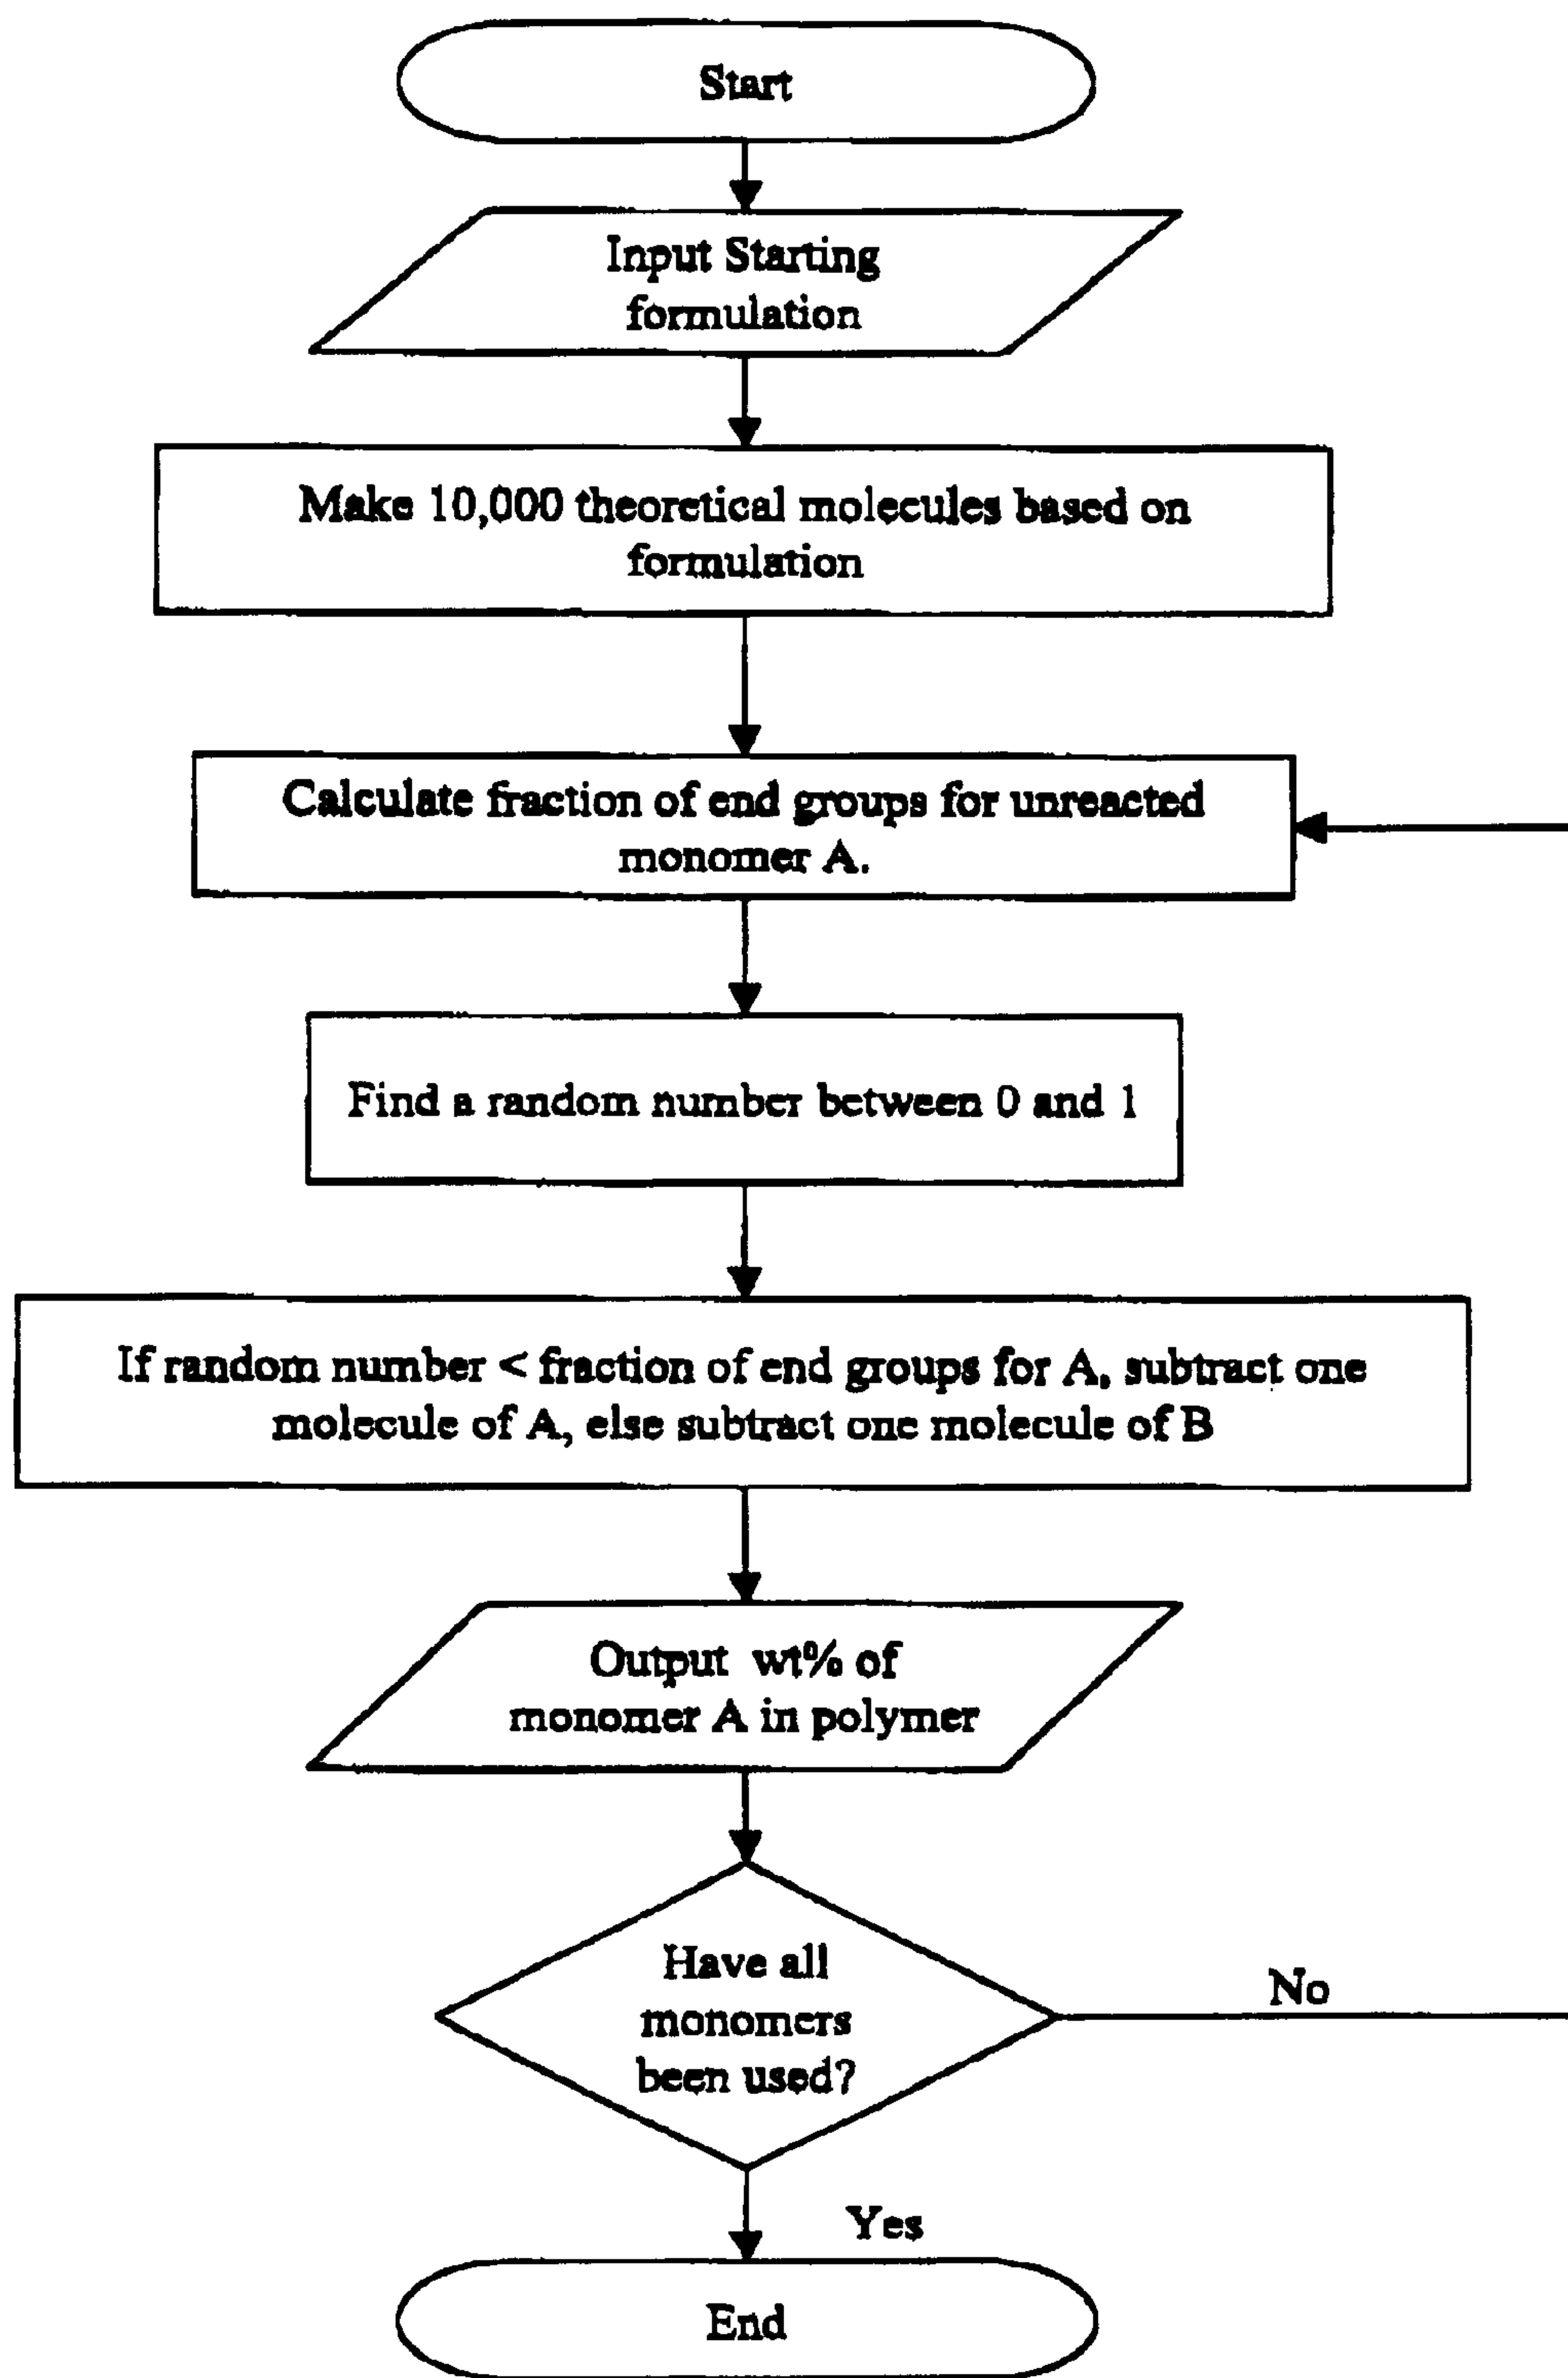 Start
Input Starting
formulation
Make 10,000 theoretical molecules based on
formulation
Calculate fraction of end groups for unreacted
monomer A.
Find a random number between 0 and 1
If random number < fraction of end groups for A, subtract one
molecule of A, else subtract one molecule of B
Output wt% of
monomer A in polymer
Have all
monomers
been used?
No
Yes
End